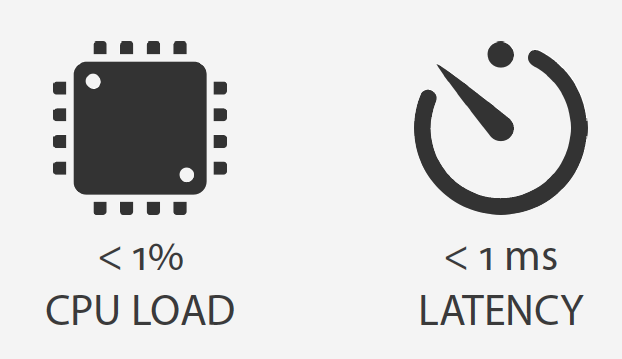 < 1%
CPU LOAD
< 1 ms
LATENCY